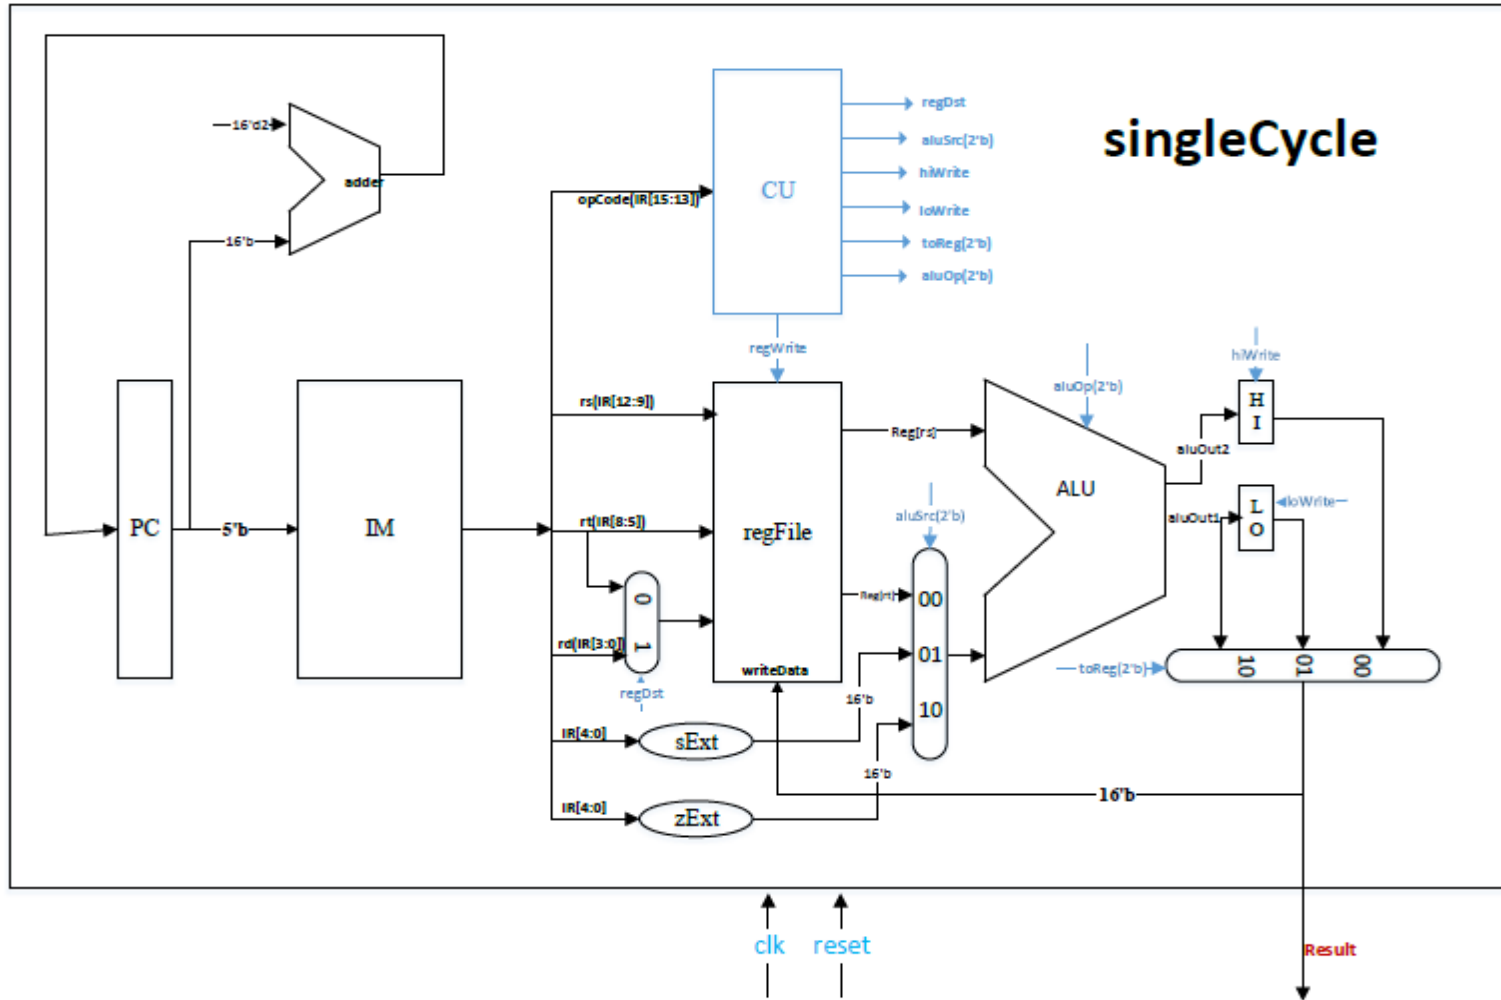 singleCycle
16'd2
adder
16'b
CU
regDst
aluSrc(2'b)
hiWrite
loWrite
toReg(2'b)
aluOp(2'b)
opCode(IR[15:13])
regWrite
PC
5'b
IM
rs(IR[12:9])
rt(IR[8:5])
0
1
rd(IR[3:0])
regDst
regFile
writeData
IR[4:0]
sExt
16'b
IR[4:0]
zExt
16'b
Reg[rs]
Reg(rt)
aluSrc(2'b)
00
01
10
aluOp(2'b)
ALU
aluOut2
aluOut1
hiWrite
H
I
L
O
loWrite
toReg(2'b)
10
01
00
16'b
clk
reset
Result